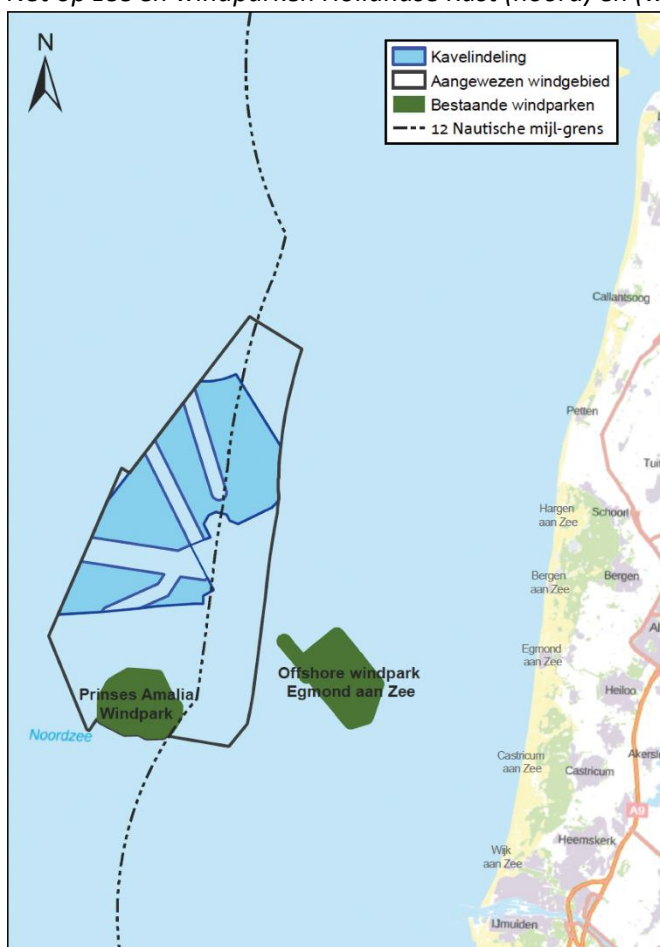 N
Kavelindeling
Aangewezen windgebied
Bestaande windparken
12 Nautische mijl-grens
Callantsoog
Petten
Hargen
aan Zee
Schoorl
Bergen
aan Zee
Bergen
Egmond
aan Zee
Heiloo
Offshore windpark
Egmond aan Zee
Prinses Amalia
Windpark
Noordzee
Castricum
aan Zee
Castricum
A9
Heemskerk
Wijk
aan Zee
IJmuiden